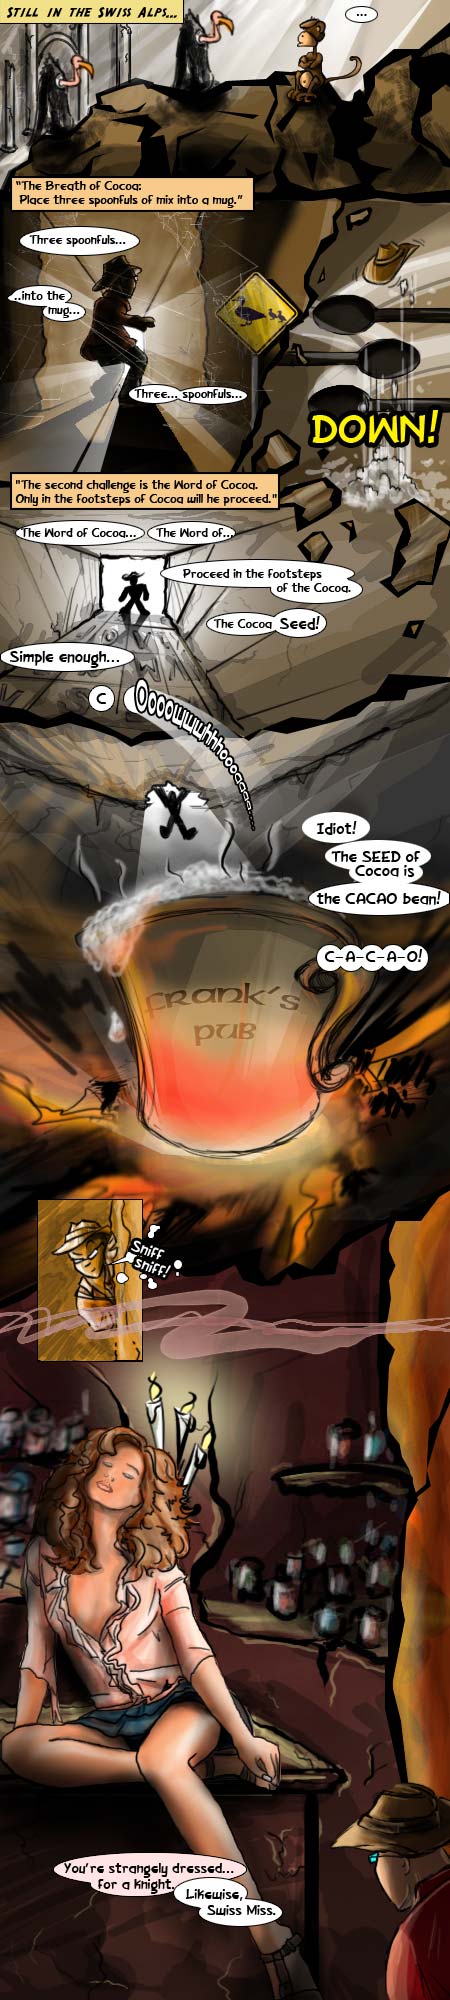 Still in the Swiss Alps...
...
"The Breath of Cocoa:
Place three spoonfuls of mix into a mug."
Three spoonfuls...
..into the
mug...
Three... spoonfuls...
DOWN!
"The second challenge is the Word of Cocoa.
Only in the footsteps of Cocoa will he proceed."
The Word of Cocoa...
The Word of...
Proceed in the footsteps
of the Cocoa.
The Cocoa Seed!
Simple enough...
C
Idiot!
The SEED of
Cocoa is
the CACAO bean!
C-A-C-A-O!
Frank's
Pub
Sniff
sniff!
You're strangely dressed...
for a knight.
Likewise,
Swiss Miss.